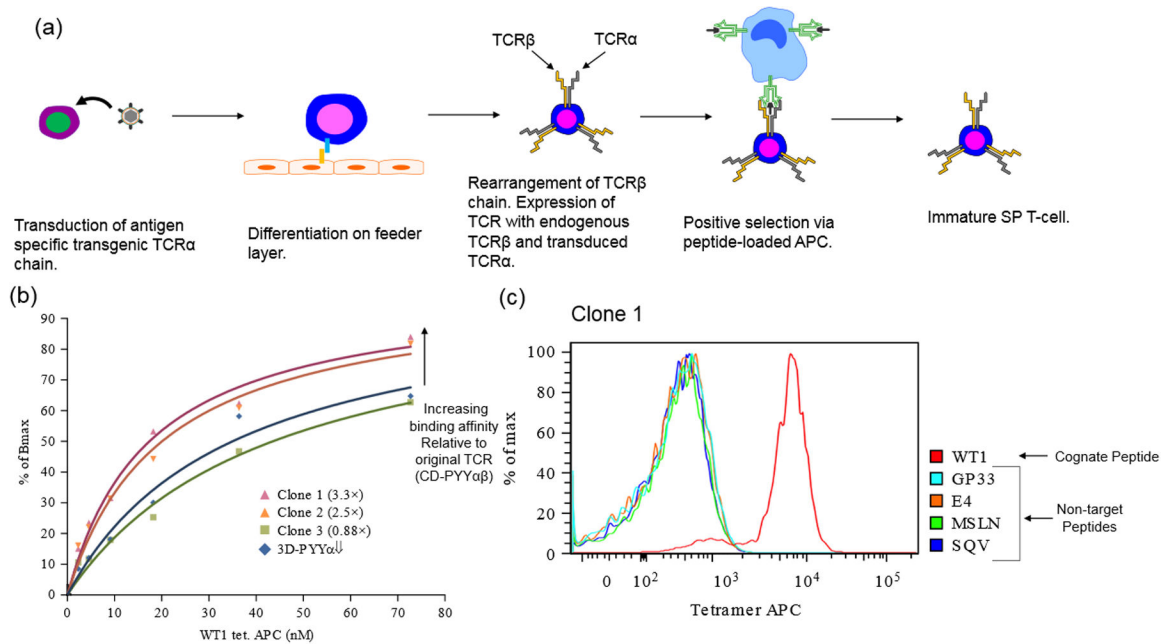 (a)
TCRβ
TCRα
Transduction of antigen
specific transgenic TCRα
chain.
Differentiation on feeder
layer.
Rearrangement of TCRβ
chain. Expression of
TCR with endogenous
TCRβ and transduced
TCRα.
Positive selection via
peptide-loaded APC.
Immature SP T-cell.
(b)
% of Bmax
90
80
70
60
50
40
30
20
10
0
0
10
20
30
40
50
60
70
80
WT1 tet. APC (nM)
Clone 1 (3.3×)
Clone 2 (2.5×)
Clone 3 (0.88×)
3D-PYYα⇓
Increasing
binding affinity
Relative to
original TCR
(CD-PYYαβ)
(c)
Clone 1
% of max
100
80
60
40
20
0
0
10²
10³
10⁴
10⁵
Tetramer APC
WT1
GP33
E4
MSLN
SQV
Cognate Peptide
Non-target
Peptides